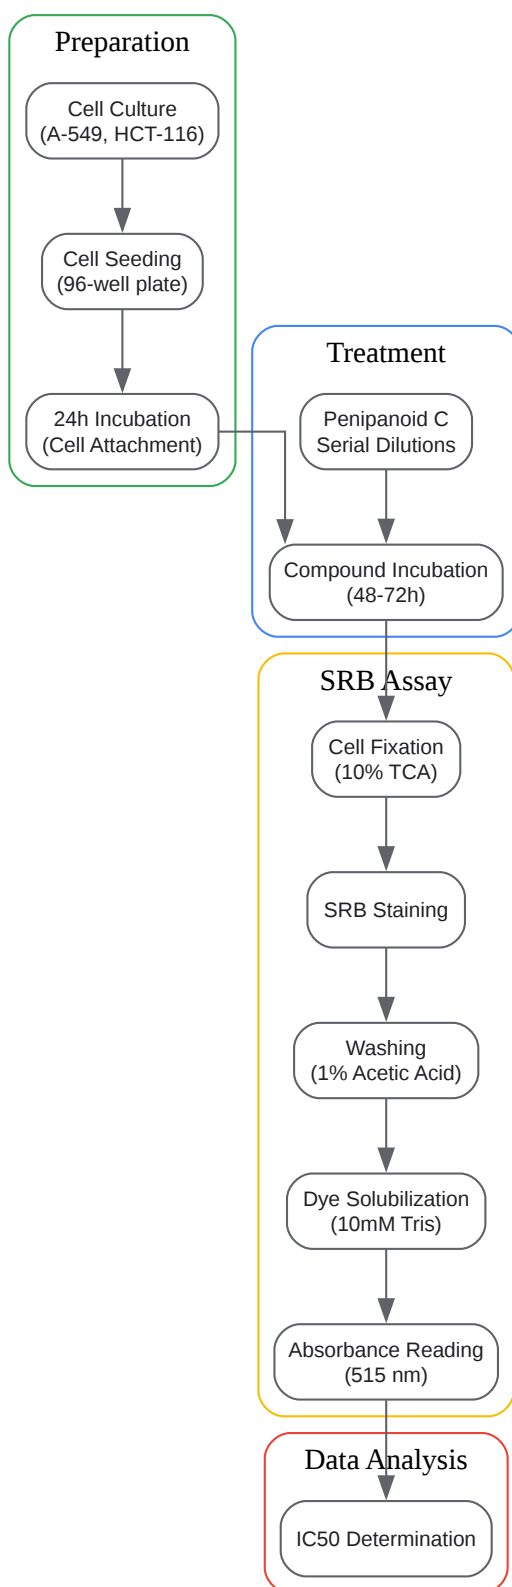 Preparation
Cell Culture
(A-549, HCT-116)
Cell Seeding
(96-well plate)
24h Incubation
(Cell Attachment)
Treatment
Penipanoid C
Serial Dilutions
Compound Incubation
(48-72h)
SRB Assay
Cell Fixation
(10% TCA)
SRB Staining
Washing
(1% Acetic Acid)
Dye Solubilization
(10mM Tris)
Absorbance Reading
(515 nm)
Data Analysis
IC50 Determination